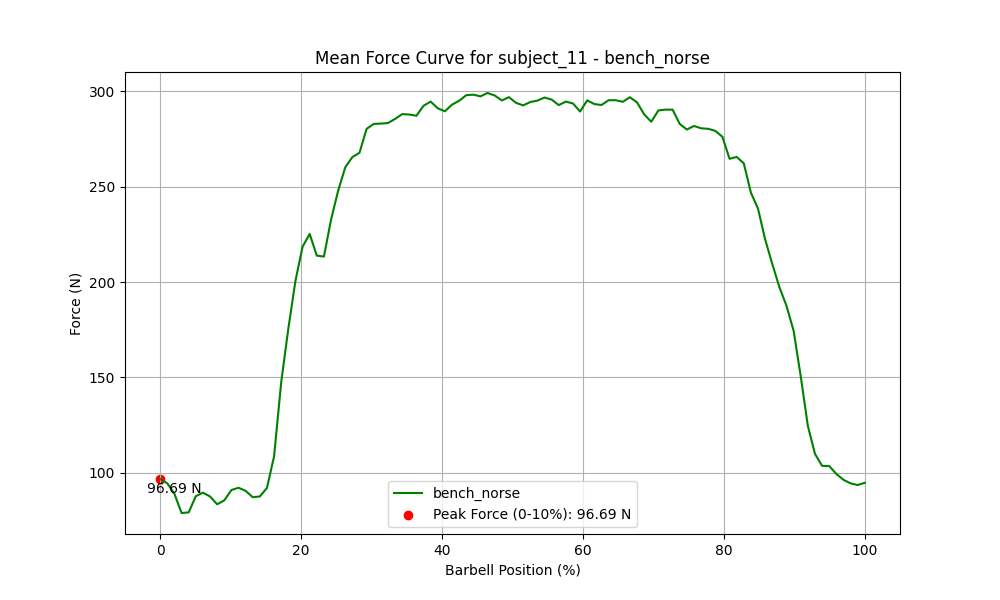 Mean Force Curve for subject_11 - bench_norse
Force (N)
300
250
200
150
100
96.69 N
bench_norse
Peak Force (0-10%): 96.69 N
0 20 40 60 80 100
Barbell Position (%)